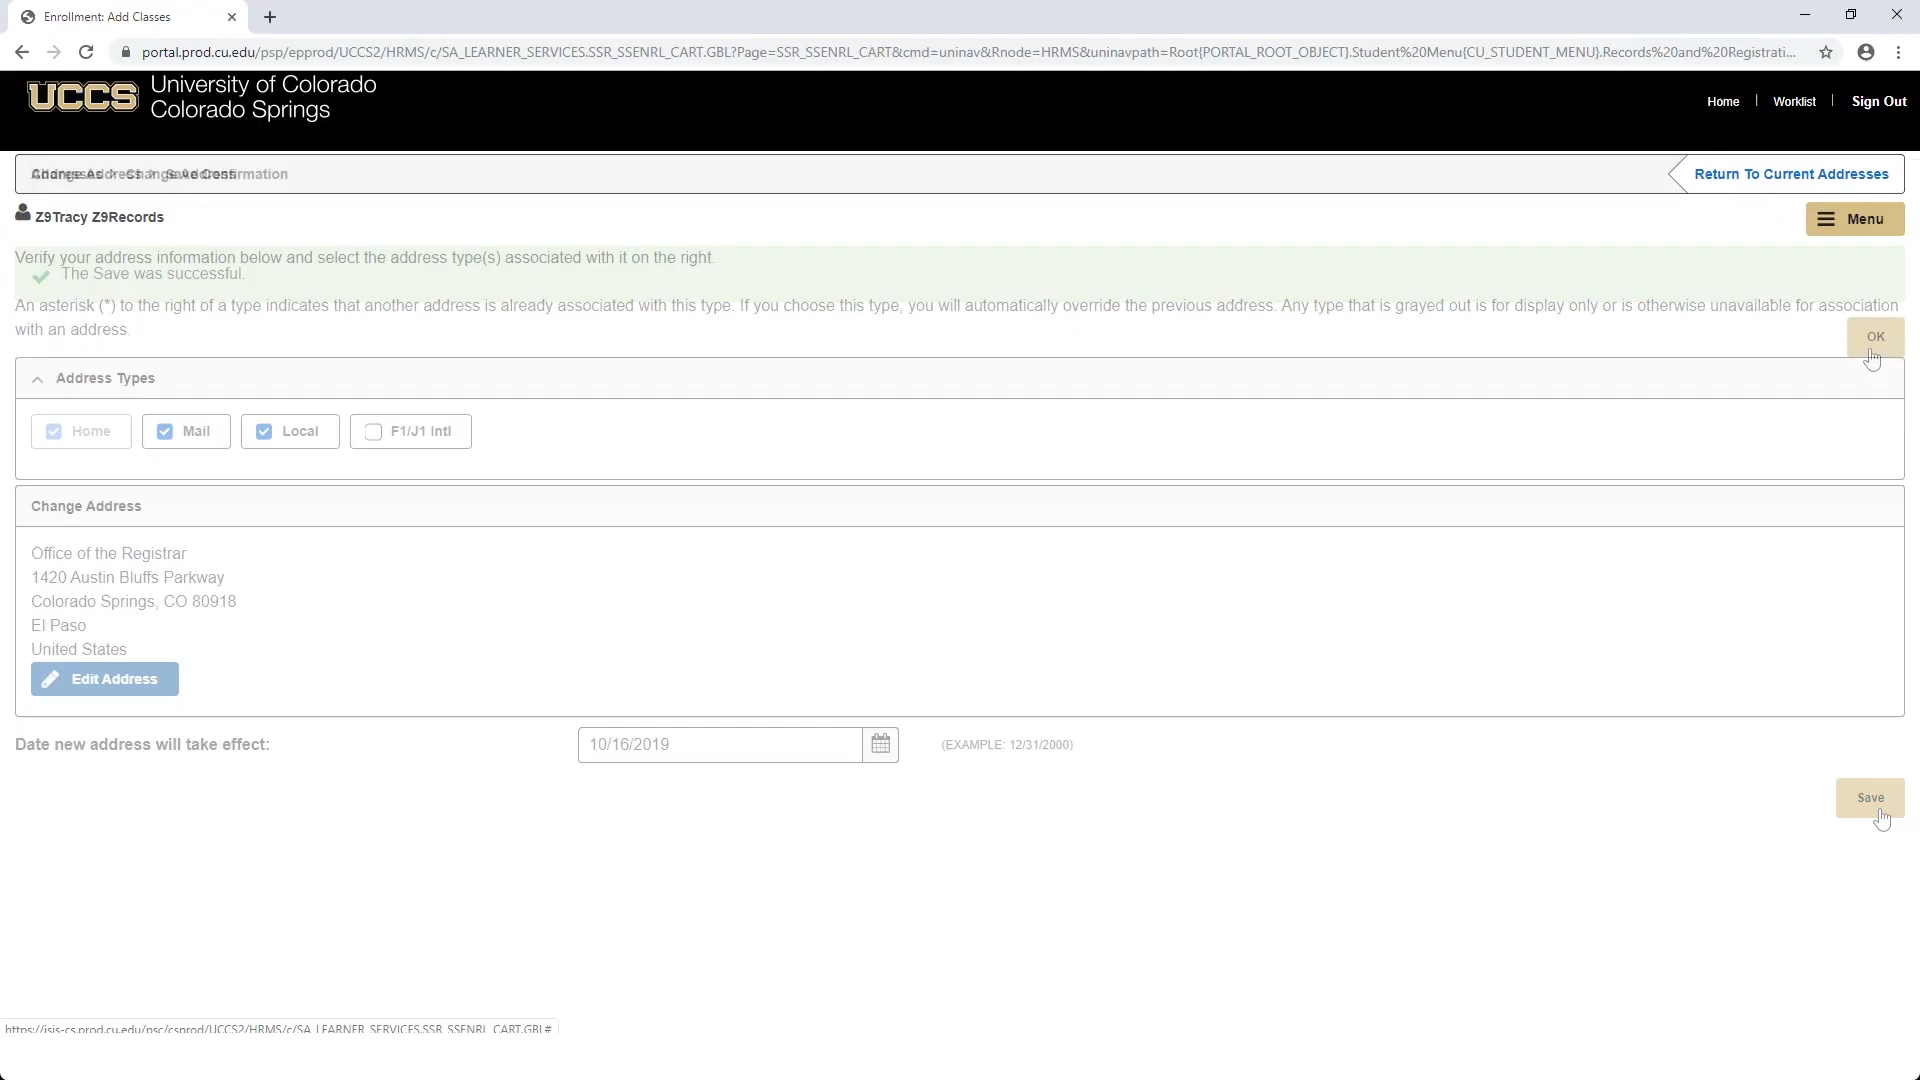 Enrollment: Add Classes
portal.prod.cu.edu/psp/epprod/UCCS2/HRMS/c/SA_LEARNER_SERVICES.SSR_SSENRL_CART.GBL?Page=SSR_SSENRL_CART&cmd=uninav&Rnode=HRMS&uninavpath=Root{PORTAL_ROOT_OBJECT}.Student%20Menu{CU_STUDENT_MENU}.Records%20and%20Registrati...
UCCS University of Colorado
Colorado Springs
Home | Worklist | Sign Out
Return To Current Addresses
Z9Tracy Z9Records
Menu
Verify your address information below and select the address type(s) associated with it on the right.
The Save was successful.
An asterisk (*) to the right of a type indicates that another address is already associated with this type. If you choose this type, you will automatically override the previous address. Any type that is grayed out is for display only or is otherwise unavailable for association
with an address.
OK
Address Types
Home Mail Local F1/J1 Intl
Change Address
Office of the Registrar
1420 Austin Bluffs Parkway
Colorado Springs, CO 80918
El Paso
United States
Edit Address
Date new address will take effect: 10/16/2019 (EXAMPLE: 12/31/2000)
Save
https://isis-cs.prod.cu.edu/psc/csprod/UCCS2/HRMS/c/SA_LEARNER_SERVICES.SSR_SSENRL_CART.GBL#